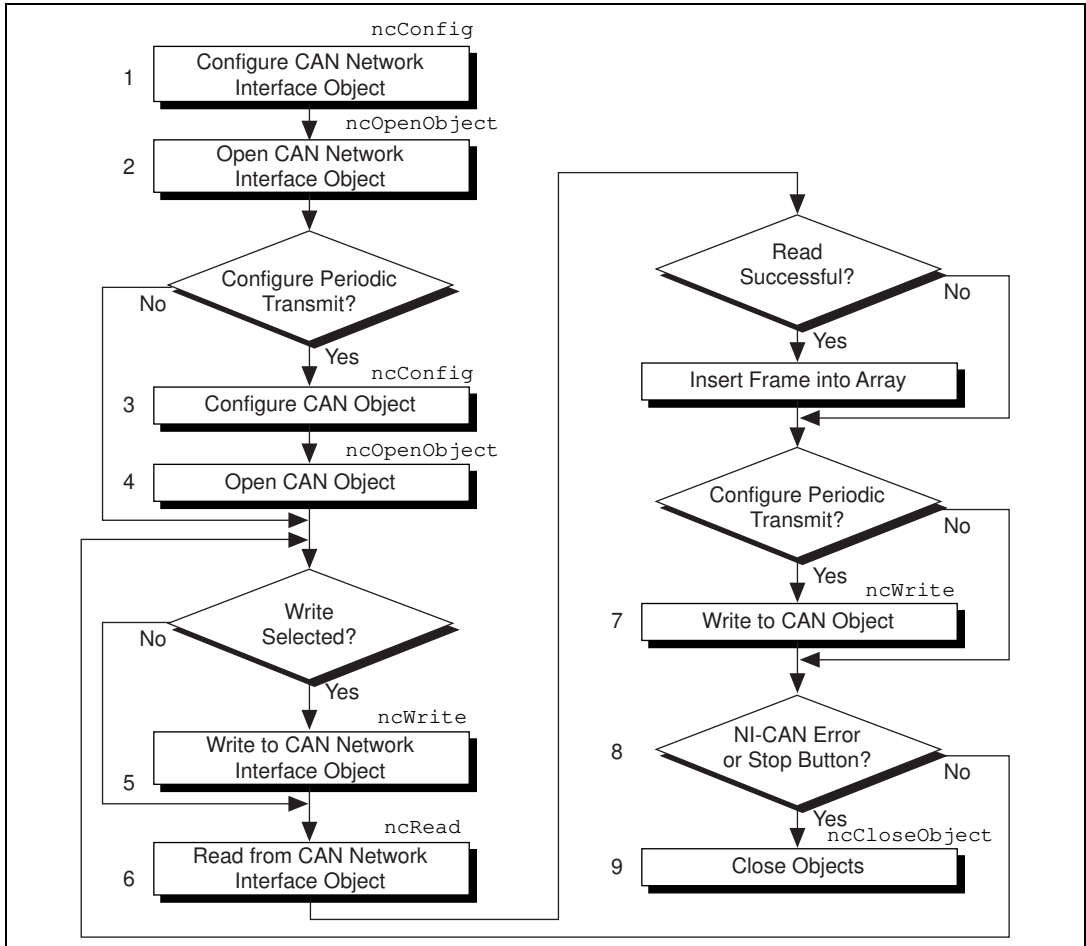 ncConfig
1
Configure CAN Network
Interface Object
ncOpenObject
2
Open CAN Network
Interface Object
Configure Periodic
Transmit?
No
Yes
ncConfig
3
Configure CAN Object
ncOpenObject
4
Open CAN Object
Write
Selected?
No
Yes
ncWrite
5
Write to CAN Network
Interface Object
ncRead
6
Read from CAN Network
Interface Object
Read
Successful?
No
Yes
Insert Frame into Array
Configure Periodic
Transmit?
No
Yes
ncWrite
7
Write to CAN Object
8
NI-CAN Error
or Stop Button?
No
Yes
ncCloseObject
9
Close Objects